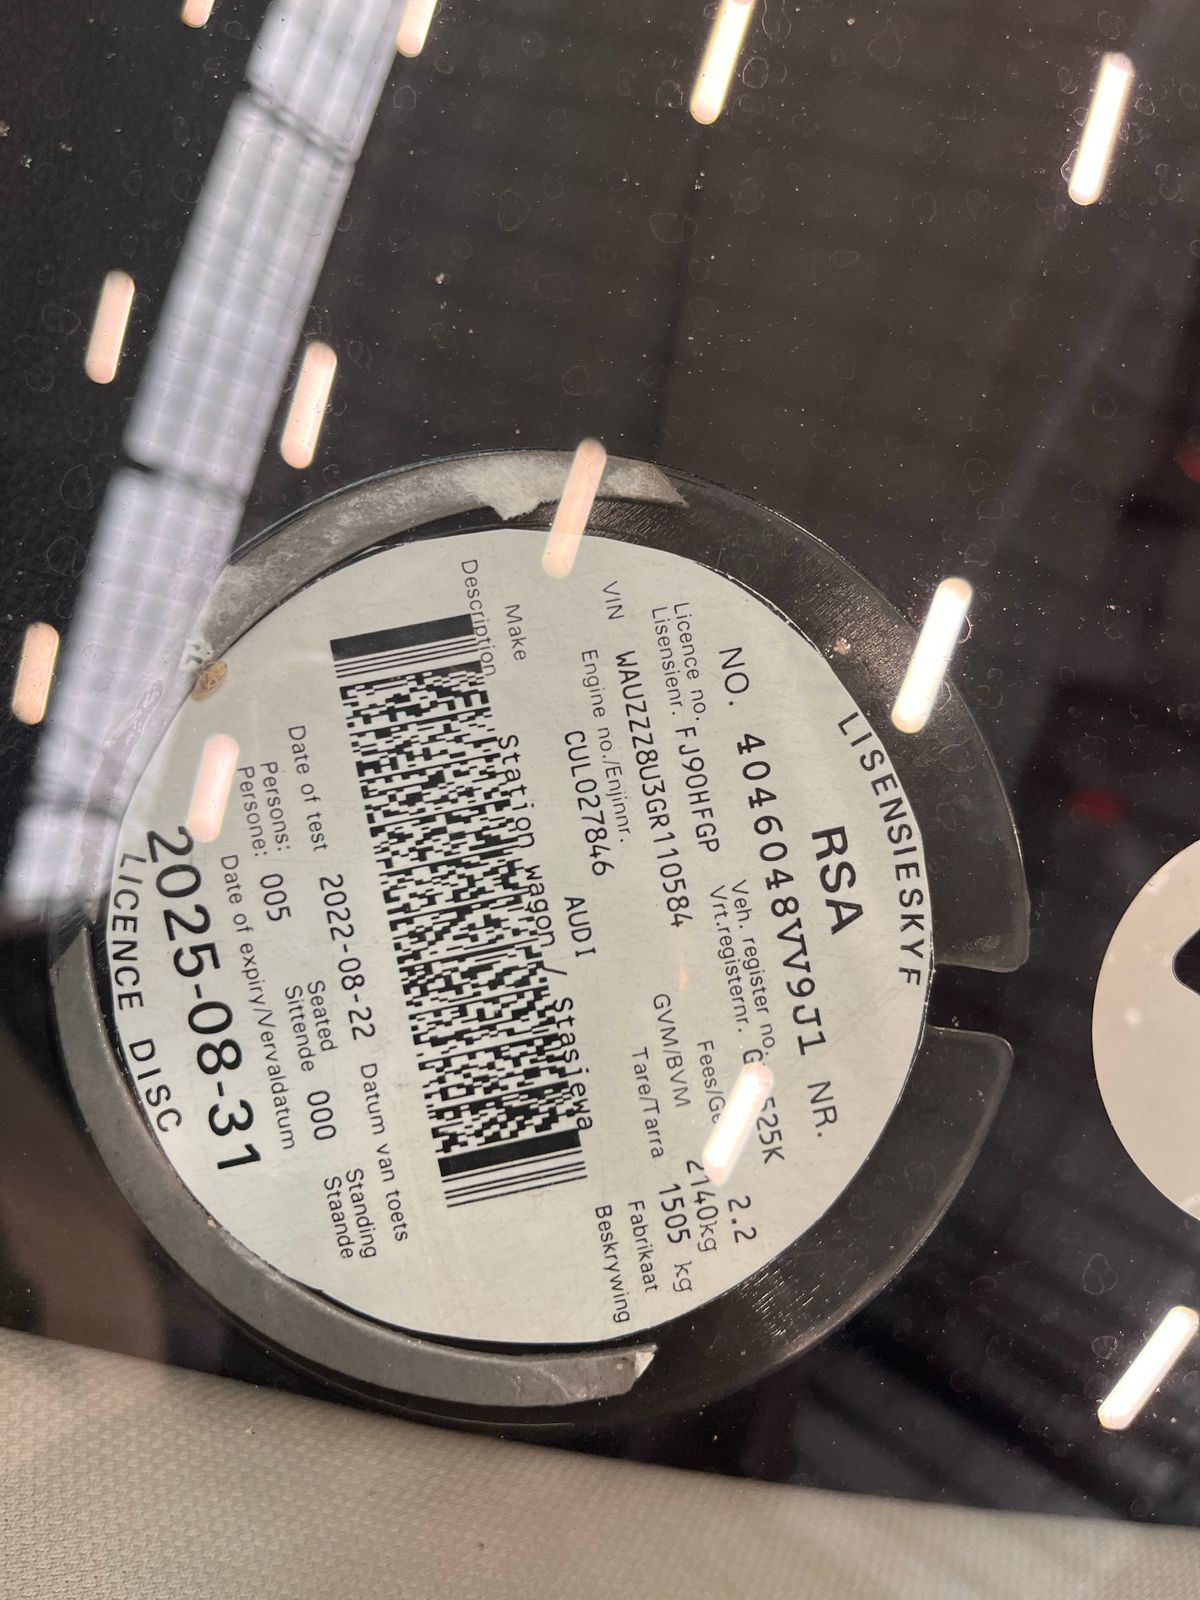 LISENSIESKYF
RSA
NO. 4046048VV9J1 NR.
Licence no. Veh. register no.
Lisensienr. FJ90HFGP Vrt.registernr.
VIN WAUZZZ8U3GR110584 2.2
Engine no./Enjinnr. GVM/BVM 2140kg
CUL027846 Tare/Tarra 1505 kg
Make AUDI Fabrikaat
Description Station wagon / Stasiewa Beskrywing
Date of test 2022-08-22 Datum van toets
Persons: Seated Standing
Persone: 005 Sittende 000 Staande
Date of expiry/Vervaldatum
2025-08-31
LICENCE DISC